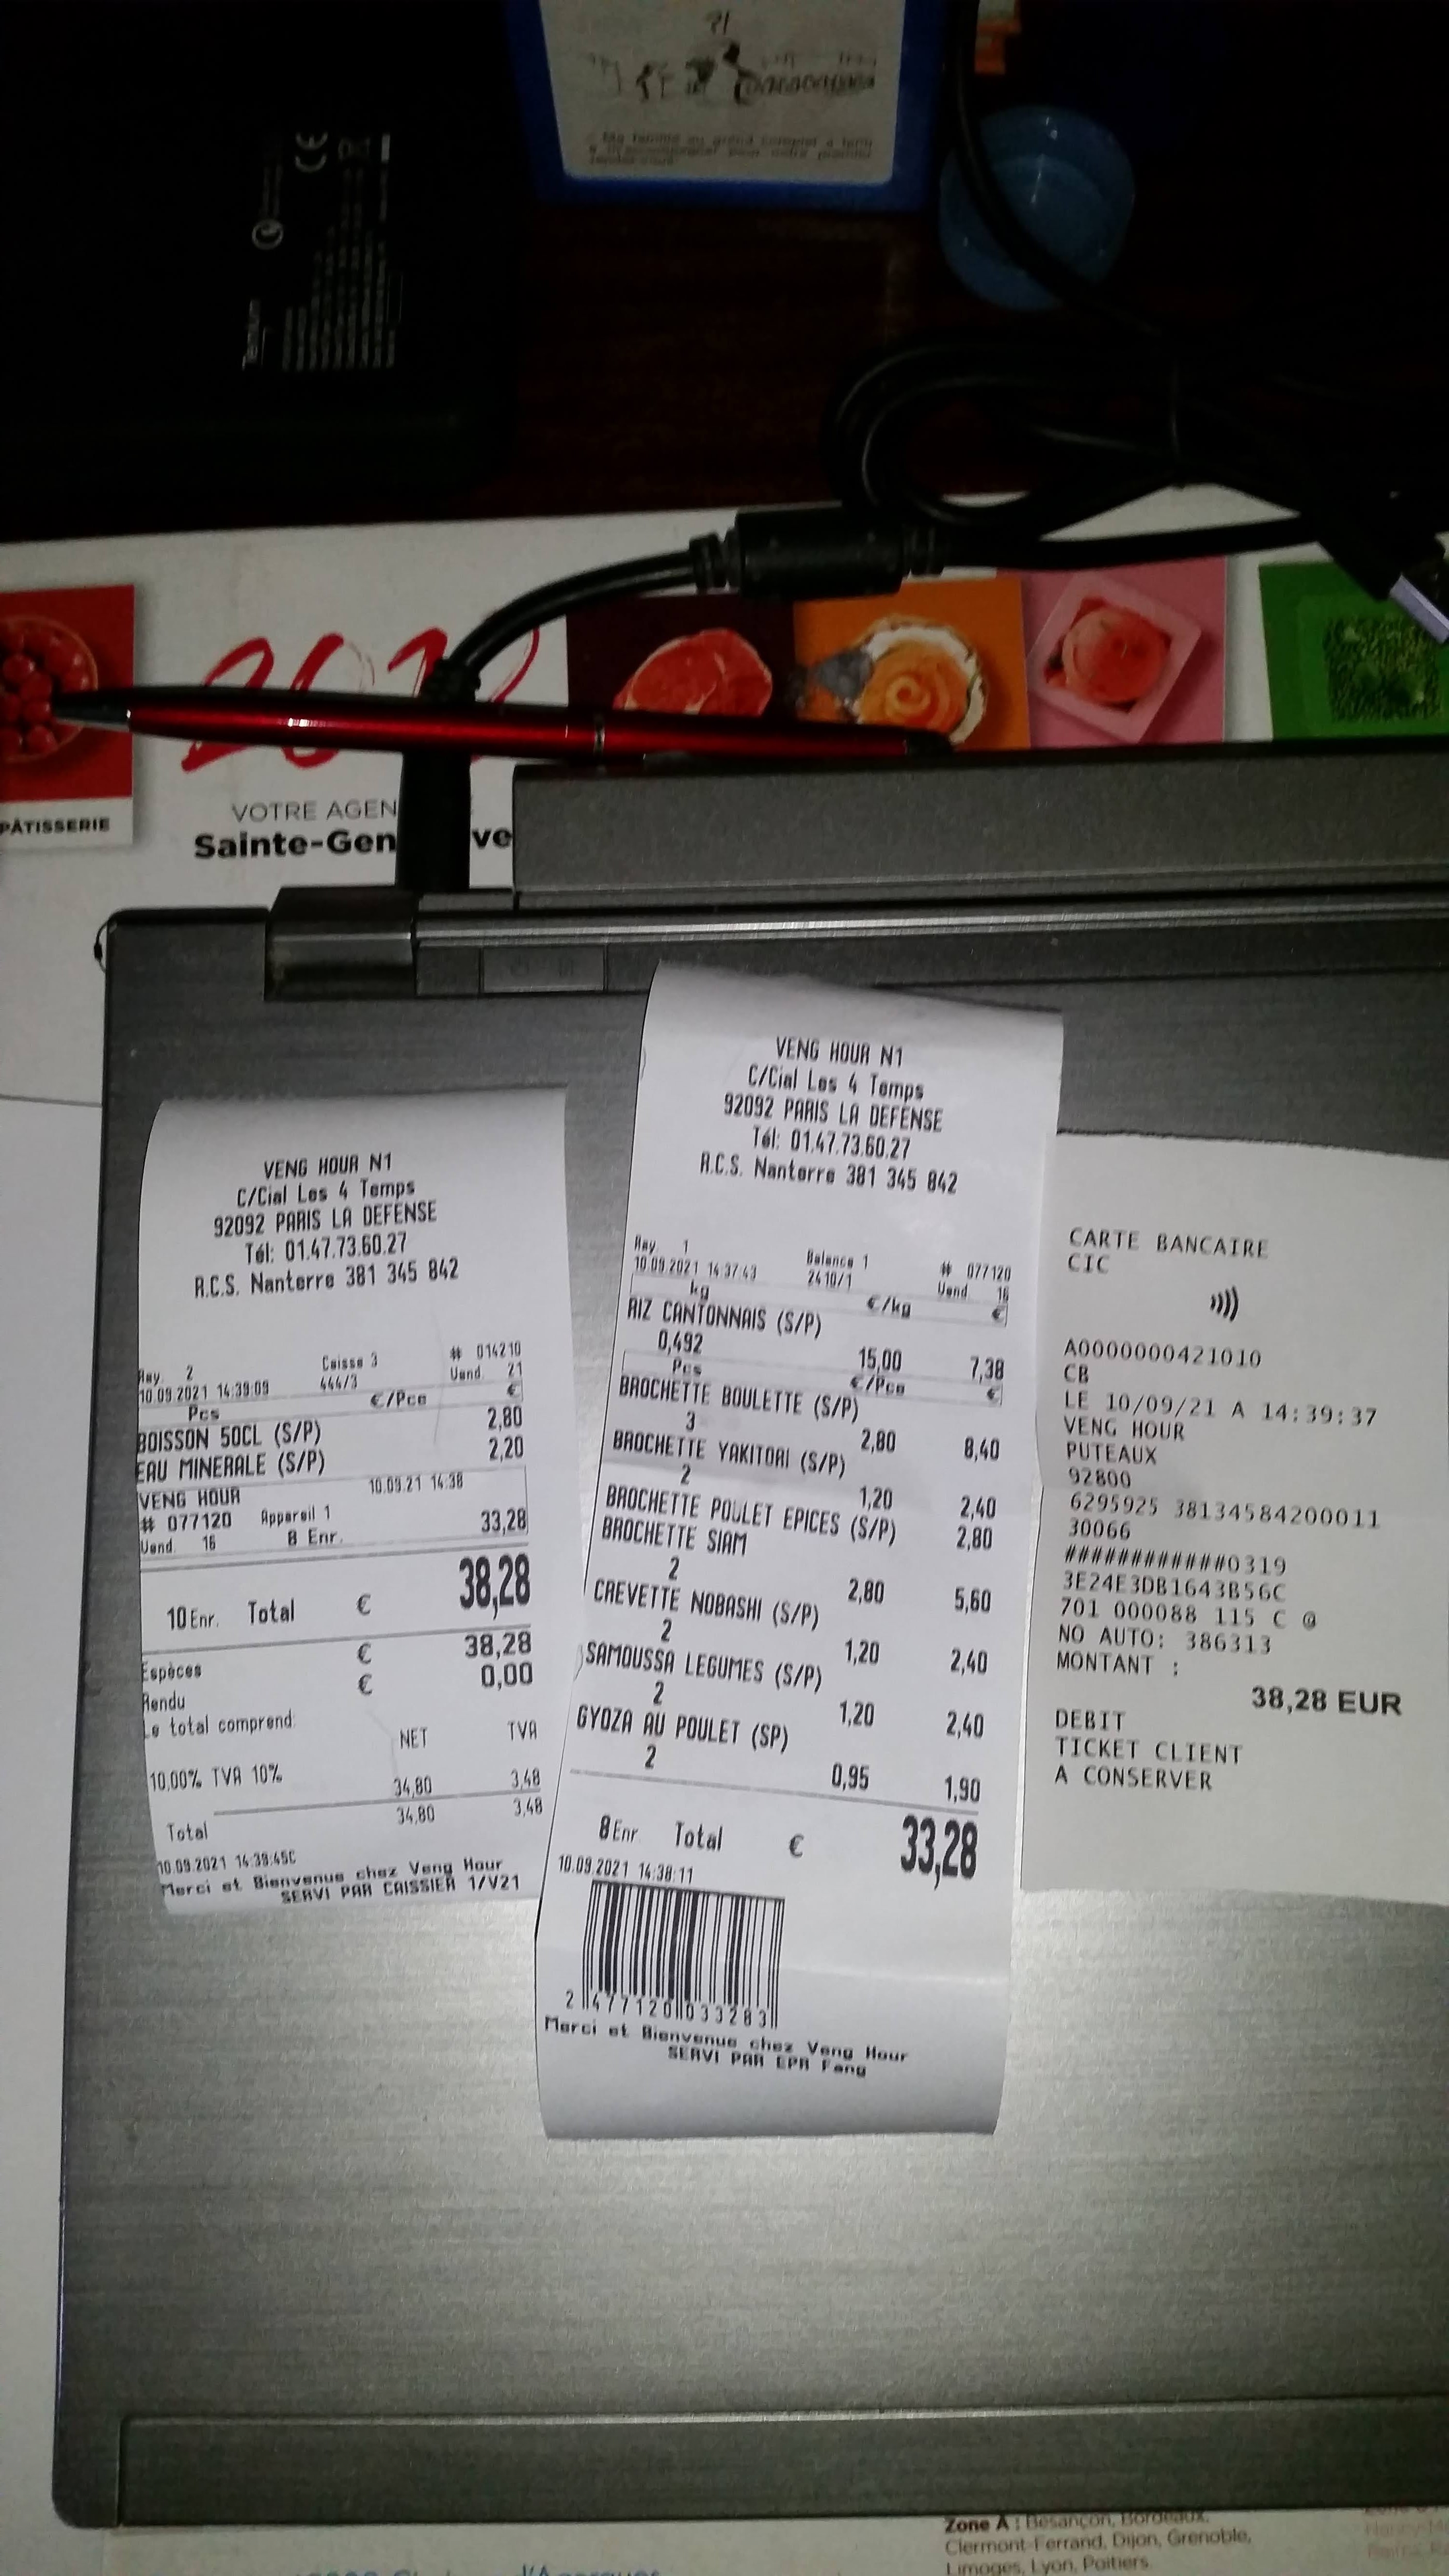 CE
Tecnium
2012
PÂTISSERIE
VOTRE AGEN
Sainte-Gen ve
VENG HOUR N1
C/Cial Les 4 Temps
92092 PARIS LA DEFENSE
Tél: 01.47.73.60.27
R.C.S. Nanterre 381 345 842
Ray 2 Caisse 3 # 014210
10.09.2021 14:39:09 444/3 Vend. 21
Pcs €/Pce €
BOISSON 50CL (S/P) 2,80
EAU MINERALE (S/P) 2,20
VENG HOUR 10.09.21 14:38
# 077120 Appareil 1
Vend. 16 8 Enr. 33,28
10 Enr. Total € 38,28
Espèces € 38,28
Rendu € 0,00
Le total comprend:
NET TVA
10,00% TVA 10% 34,80 3,48
Total 34,80 3,48
10.09.2021 14:39:45C
Merci et Bienvenue chez Veng Hour
SERVI PAR CAISSIER 1/V21
VENG HOUR N1
C/Cial Les 4 Temps
92092 PARIS LA DEFENSE
Tél: 01.47.73.60.27
R.C.S. Nanterre 381 345 842
Ray. 1 Balance 1 # 077120
10.09.2021 14:37:43 2410/1 Vend. 16
kg €/kg €
RIZ CANTONNAIS (S/P)
0,492 15,00 7,38
Pcs €/Pce €
BROCHETTE BOULETTE (S/P)
3 2,80 8,40
BROCHETTE YAKITORI (S/P)
2 1,20 2,40
BROCHETTE POULET EPICES (S/P) 2,80
BROCHETTE SIAM
2 2,80 5,60
CREVETTE NOBASHI (S/P)
2 1,20 2,40
SAMOUSSA LEGUMES (S/P)
2 1,20 2,40
GYOZA AU POULET (SP)
2 0,95 1,90
8 Enr Total € 33,28
10.09.2021 14:38:11
2 477120 033283
Merci et Bienvenue chez Veng Hour
SERVI PAR EPR Fang
CARTE BANCAIRE
CIC
A0000000421010
CB
LE 10/09/21 A 14:39:37
VENG HOUR
PUTEAUX
92800
6295925 38134584200011
30066
############0319
3E24E3DB1643B56C
701 000088 115 C @
NO AUTO: 386313
MONTANT :
38,28 EUR
DEBIT
TICKET CLIENT
A CONSERVER
Zone A : Besançon, Bordeaux,
Clermont-Ferrand, Dijon, Grenoble,
Limoges, Lyon, Poitiers